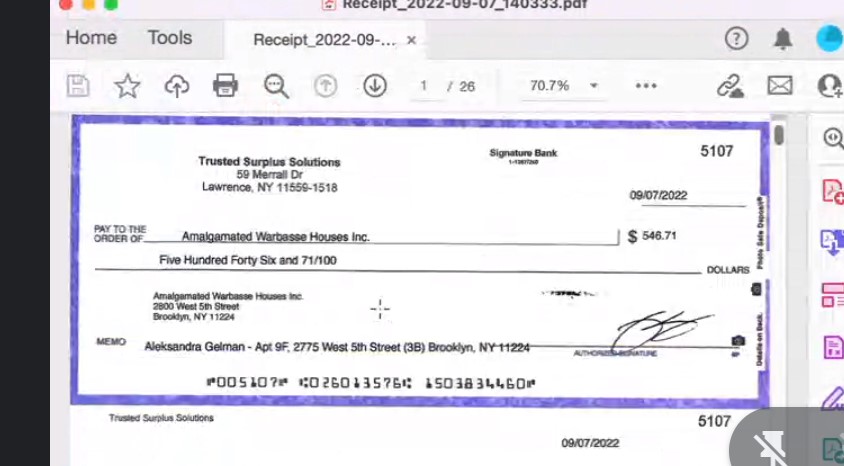 Receipt_2022-09-07_140333.pdf
Home Tools Receipt_2022-09-... ×
1 / 26 70.7%
Trusted Surplus Solutions
59 Merrall Dr
Lawrence, NY 11559-1518
Signature Bank
5107
09/07/2022
PAY TO THE
ORDER OF Amalgamated Warbasse Houses Inc. $ 546.71
Five Hundred Forty Six and 71/100
DOLLARS
Photo Safe Deposit®
Details on Back.
Amalgamated Warbasse Houses Inc.
2800 West 5th Street
Brooklyn, NY 11224
MEMO Aleksandra Gelman - Apt 9F, 2775 West 5th Street (3B) Brooklyn, NY 11224
AUTHORIZED SIGNATURE
⑈005107⑈ ⑆026013576⑆ 1503834460⑈
Trusted Surplus Solutions 5107
09/07/2022